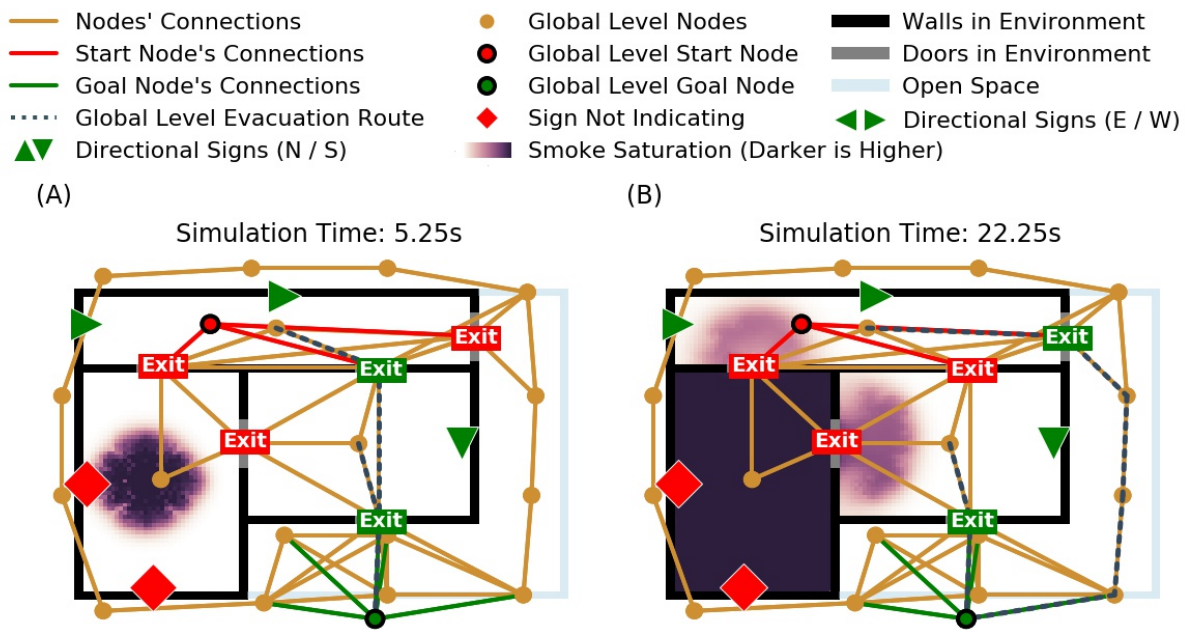 Nodes' Connections
Start Node's Connections
Goal Node's Connections
Global Level Evacuation Route
Directional Signs (N / S)
Global Level Nodes
Global Level Start Node
Global Level Goal Node
Sign Not Indicating
Smoke Saturation (Darker is Higher)
Walls in Environment
Doors in Environment
Open Space
Directional Signs (E / W)
(A)
Simulation Time: 5.25s
Exit
Exit
Exit
Exit
Exit
(B)
Simulation Time: 22.25s
Exit
Exit
Exit
Exit
Exit